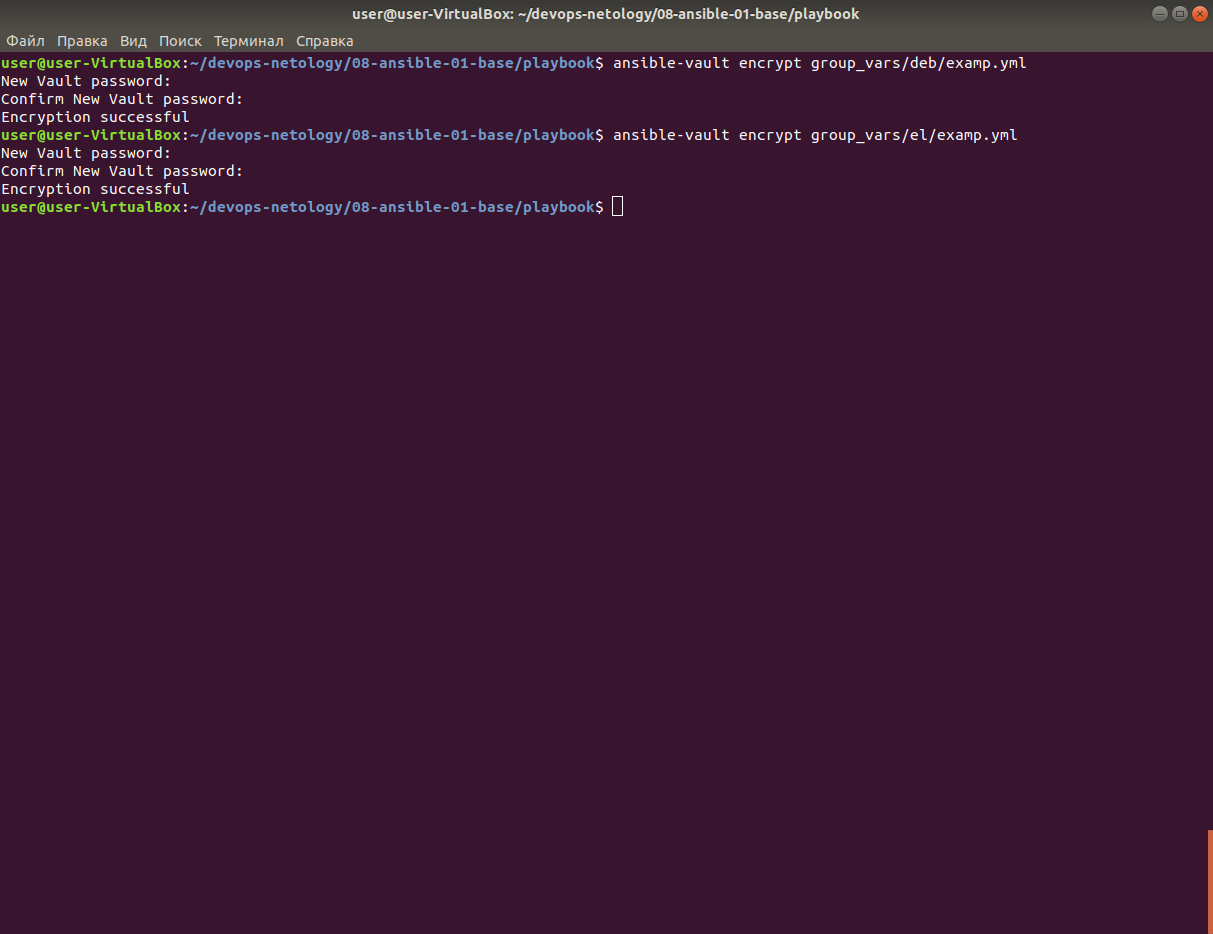 user@user-VirtualBox: ~/devops-netology/08-ansible-01-base/playbook
Файл Правка Вид Поиск Терминал Справка
user@user-VirtualBox:~/devops-netology/08-ansible-01-base/playbook$ ansible-vault encrypt group_vars/deb/examp.yml
New Vault password:
Confirm New Vault password:
Encryption successful
user@user-VirtualBox:~/devops-netology/08-ansible-01-base/playbook$ ansible-vault encrypt group_vars/el/examp.yml
New Vault password:
Confirm New Vault password:
Encryption successful
user@user-VirtualBox:~/devops-netology/08-ansible-01-base/playbook$